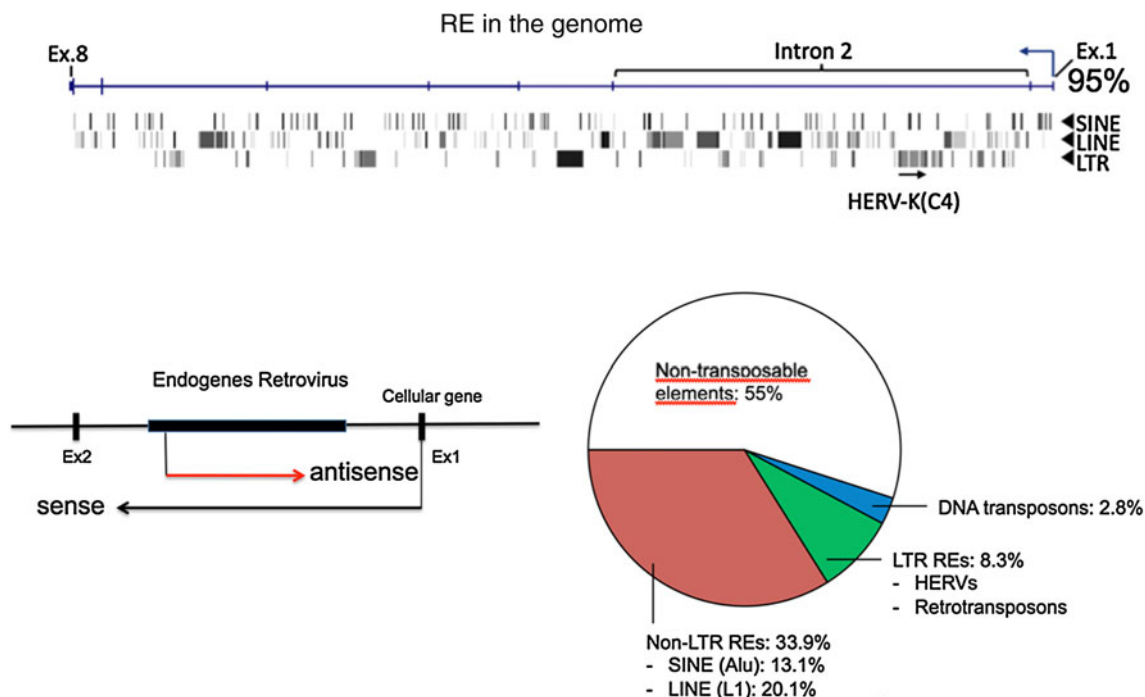 RE in the genome
Ex.8
Intron 2
Ex.1
95%
SINE
LINE
LTR
HERV-K(C4)
Endogenes Retrovirus
Cellular gene
Ex2
Ex1
antisense
sense
Non-transposable
elements: 55%
DNA transposons: 2.8%
LTR REs: 8.3%
- HERVs
- Retrotransposons
Non-LTR REs: 33.9%
- SINE (Alu): 13.1%
- LINE (L1): 20.1%